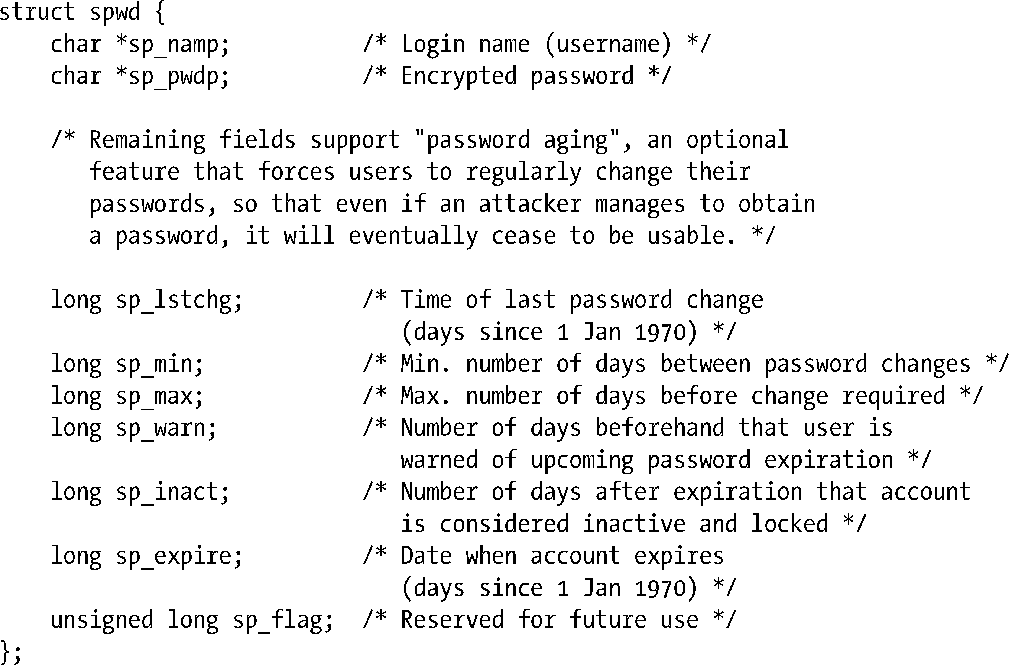 struct spwd {
    char *sp_namp;          /* Login name (username) */
    char *sp_pwdp;          /* Encrypted password */

    /* Remaining fields support "password aging", an optional
       feature that forces users to regularly change their
       passwords, so that even if an attacker manages to obtain
       a password, it will eventually cease to be usable. */

    long sp_lstchg;         /* Time of last password change
                               (days since 1 Jan 1970) */
    long sp_min;            /* Min. number of days between password changes */
    long sp_max;            /* Max. number of days before change required */
    long sp_warn;           /* Number of days beforehand that user is
                               warned of upcoming password expiration */
    long sp_inact;          /* Number of days after expiration that account
                               is considered inactive and locked */
    long sp_expire;         /* Date when account expires
                               (days since 1 Jan 1970) */
    unsigned long sp_flag;  /* Reserved for future use */
};